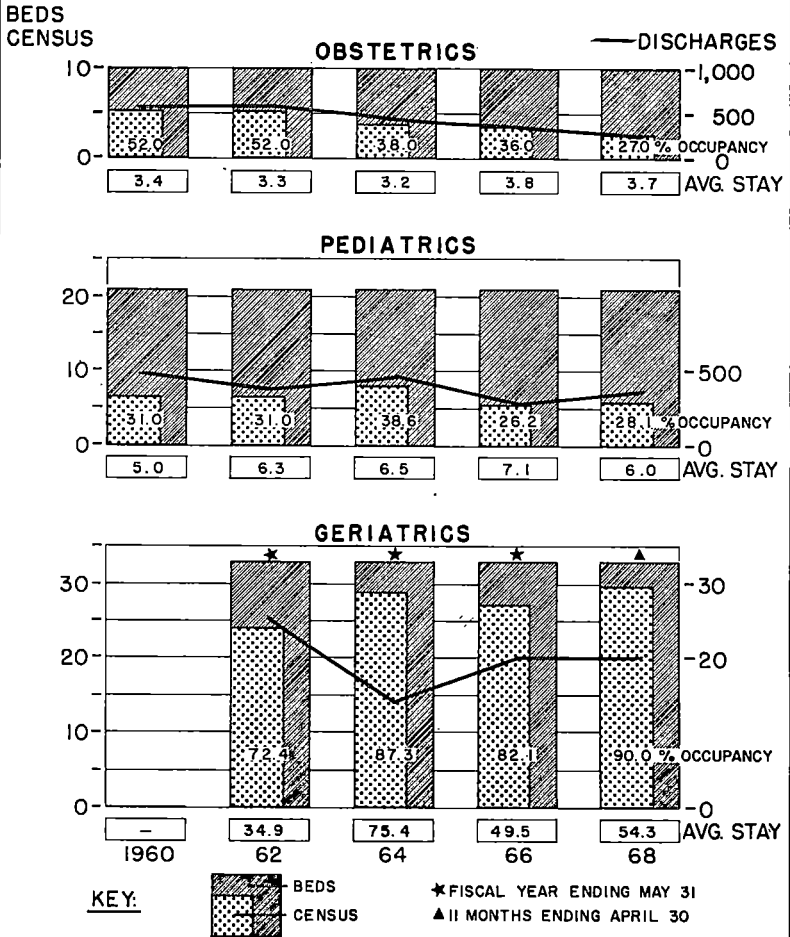 BEDS
CENSUS
OBSTETRICS
DISCHARGES
10
0
1,000
500
0
52.0 52.0 38.0 36.0 27.0 % OCCUPANCY
3.4 3.3 3.2 3.8 3.7 AVG. STAY
PEDIATRICS
20
10
0
500
0
31.0 31.0 38.6 26.2 28.1 % OCCUPANCY
5.0 6.3 6.5 7.1 6.0 AVG. STAY
GERIATRICS
★ ★ ★ ▲
30
20
10
0
30
20
0
72.4 87.3 82.1 90.0 % OCCUPANCY
– 34.9 75.4 49.5 54.3 AVG. STAY
1960 62 64 66 68
KEY:
BEDS
CENSUS
★ FISCAL YEAR ENDING MAY 31
▲ 11 MONTHS ENDING APRIL 30